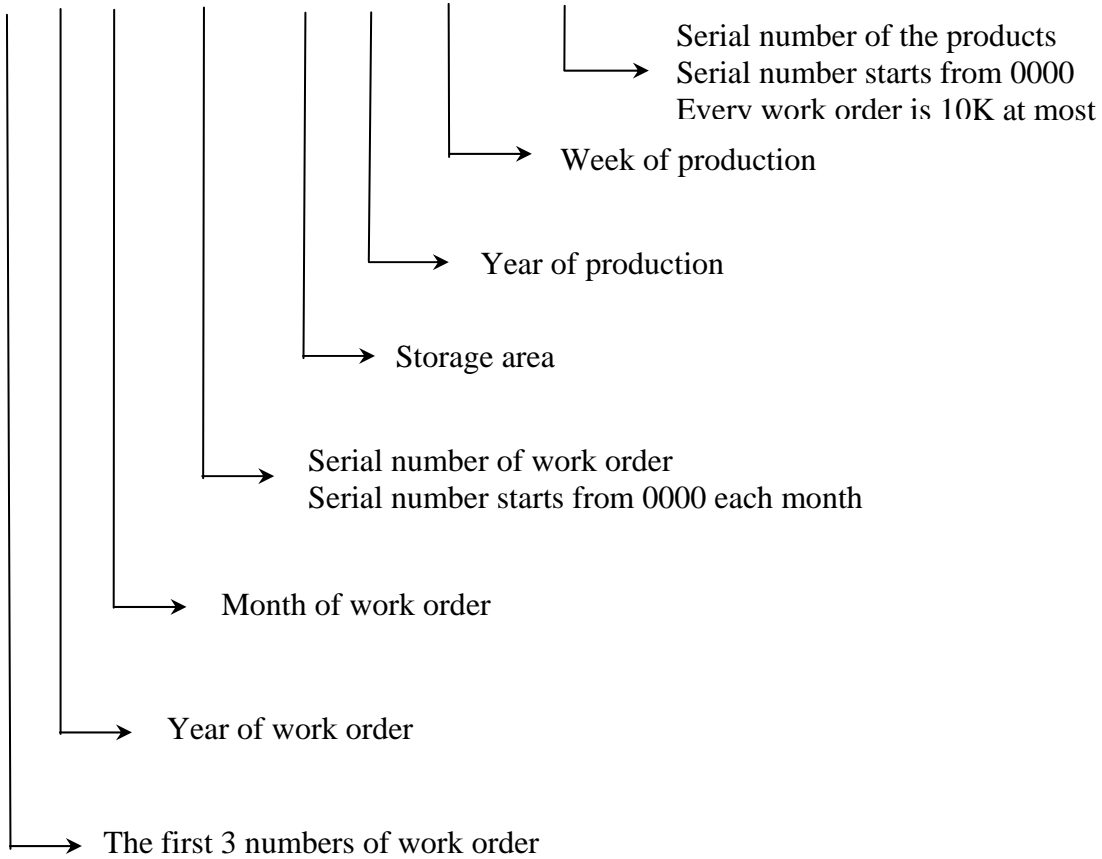 Serial number of the products
Serial number starts from 0000
Every work order is 10K at most
Week of production
Year of production
Storage area
Serial number of work order
Serial number starts from 0000 each month
Month of work order
Year of work order
The first 3 numbers of work order